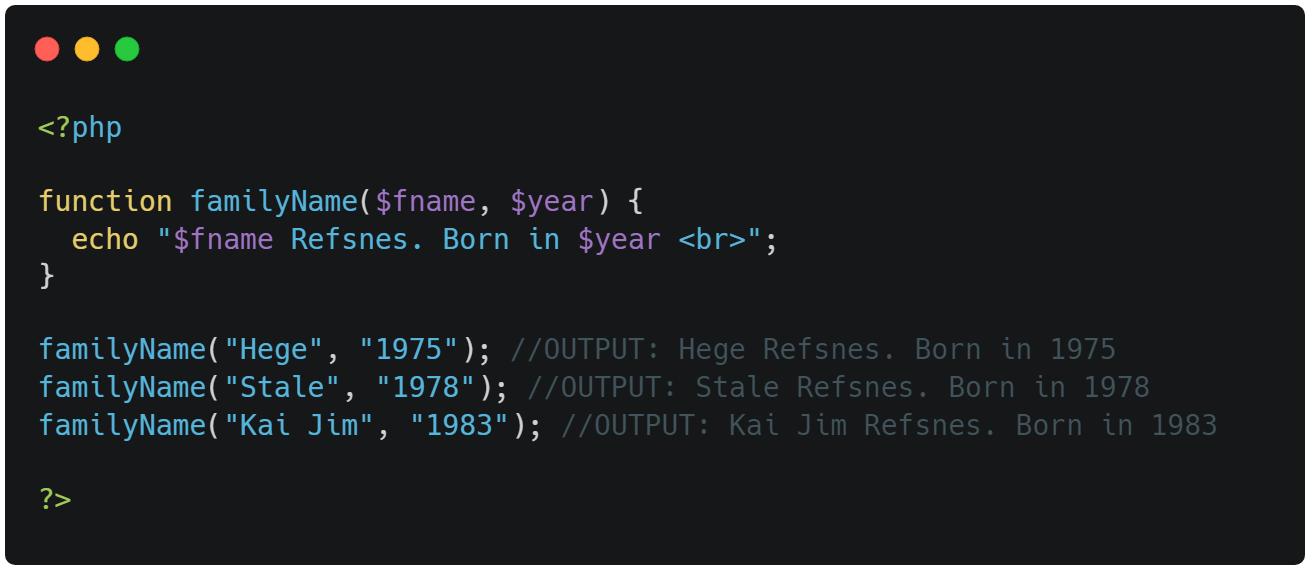 <?php
function familyName($fname, $year) {
  echo "$fname Refsnes. Born in $year <br>";
}
familyName("Hege", "1975"); //OUTPUT: Hege Refsnes. Born in 1975
familyName("Stale", "1978"); //OUTPUT: Stale Refsnes. Born in 1978
familyName("Kai Jim", "1983"); //OUTPUT: Kai Jim Refsnes. Born in 1983
?>